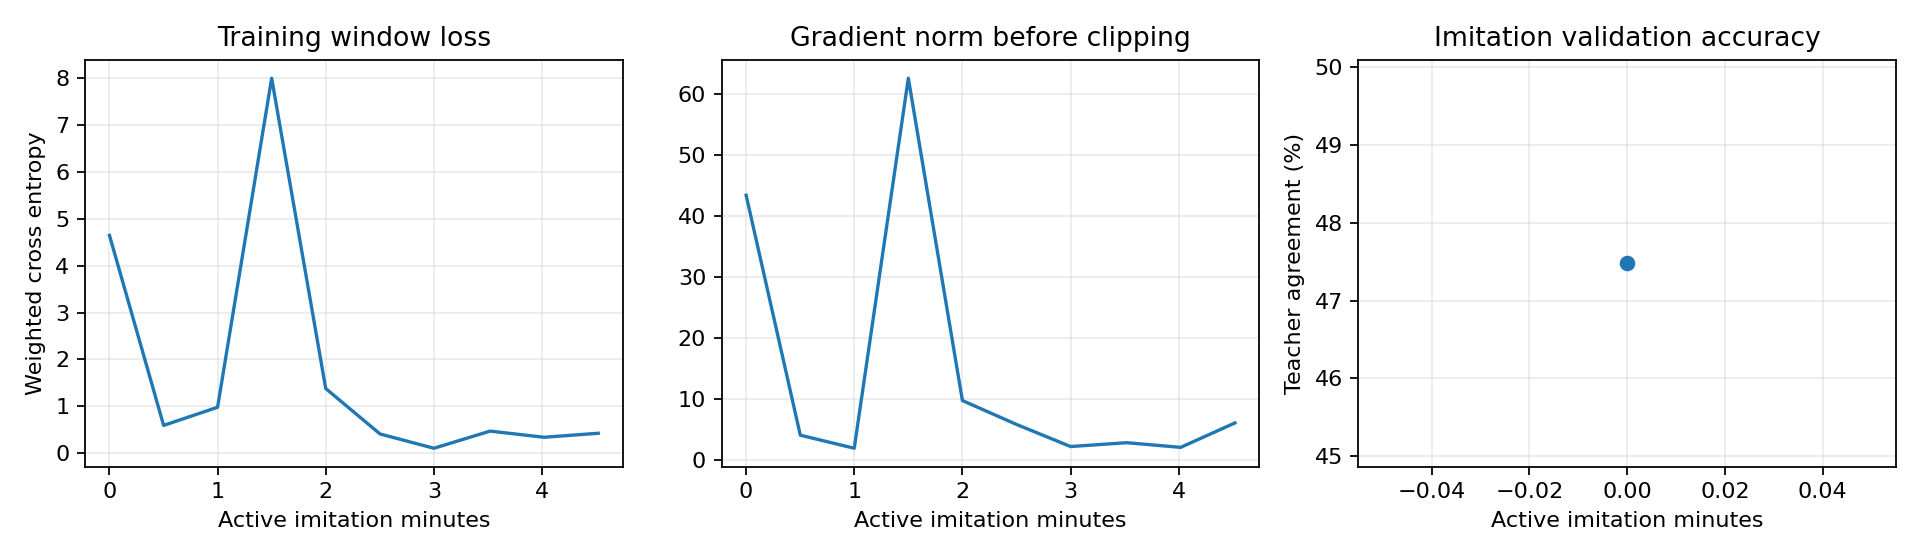 Training window loss
Weighted cross entropy
8
7
6
5
4
3
2
1
0
0 1 2 3 4
Active imitation minutes
Gradient norm before clipping
60
50
40
30
20
10
0
0 1 2 3 4
Active imitation minutes
Imitation validation accuracy
Teacher agreement (%)
50
49
48
47
46
45
−0.04 −0.02 0.00 0.02 0.04
Active imitation minutes